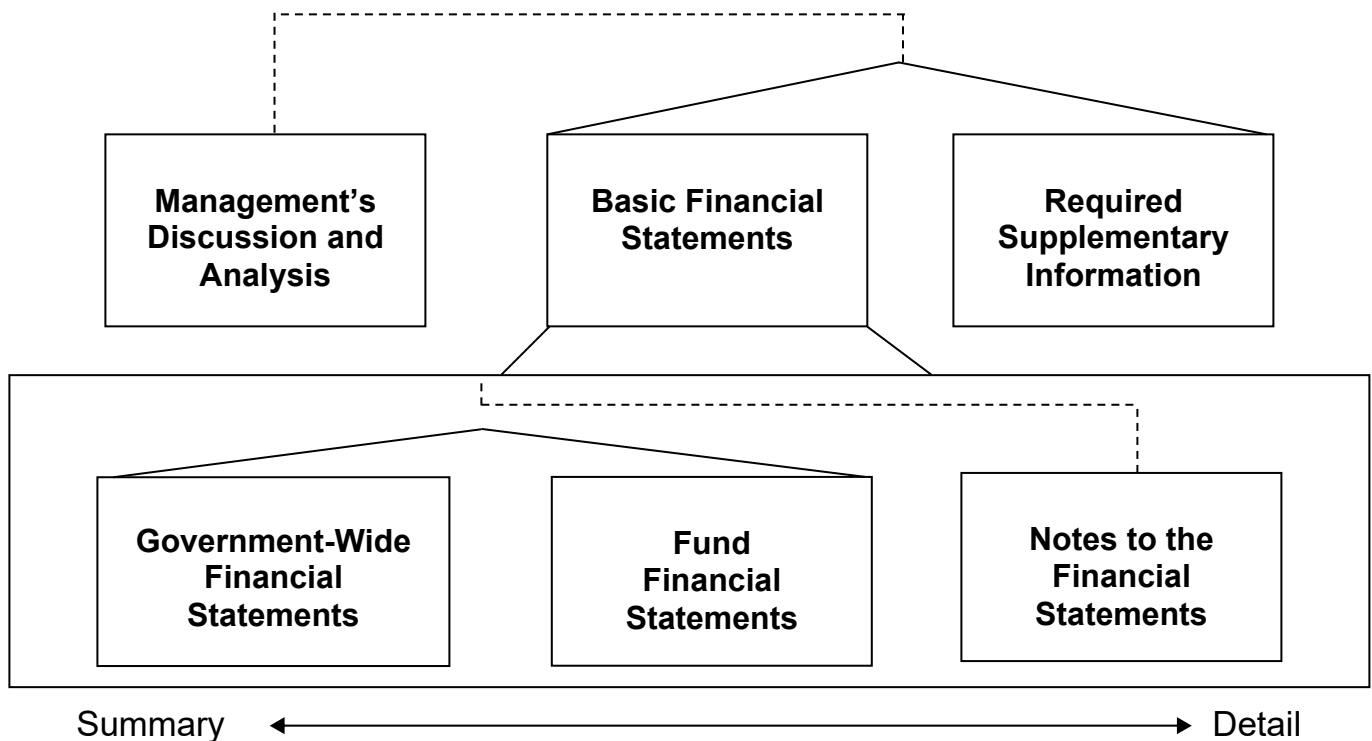 Management’s
Discussion and
Analysis
Basic Financial
Statements
Required
Supplementary
Information
Government-Wide
Financial
Statements
Fund
Financial
Statements
Notes to the
Financial
Statements
Summary
Detail